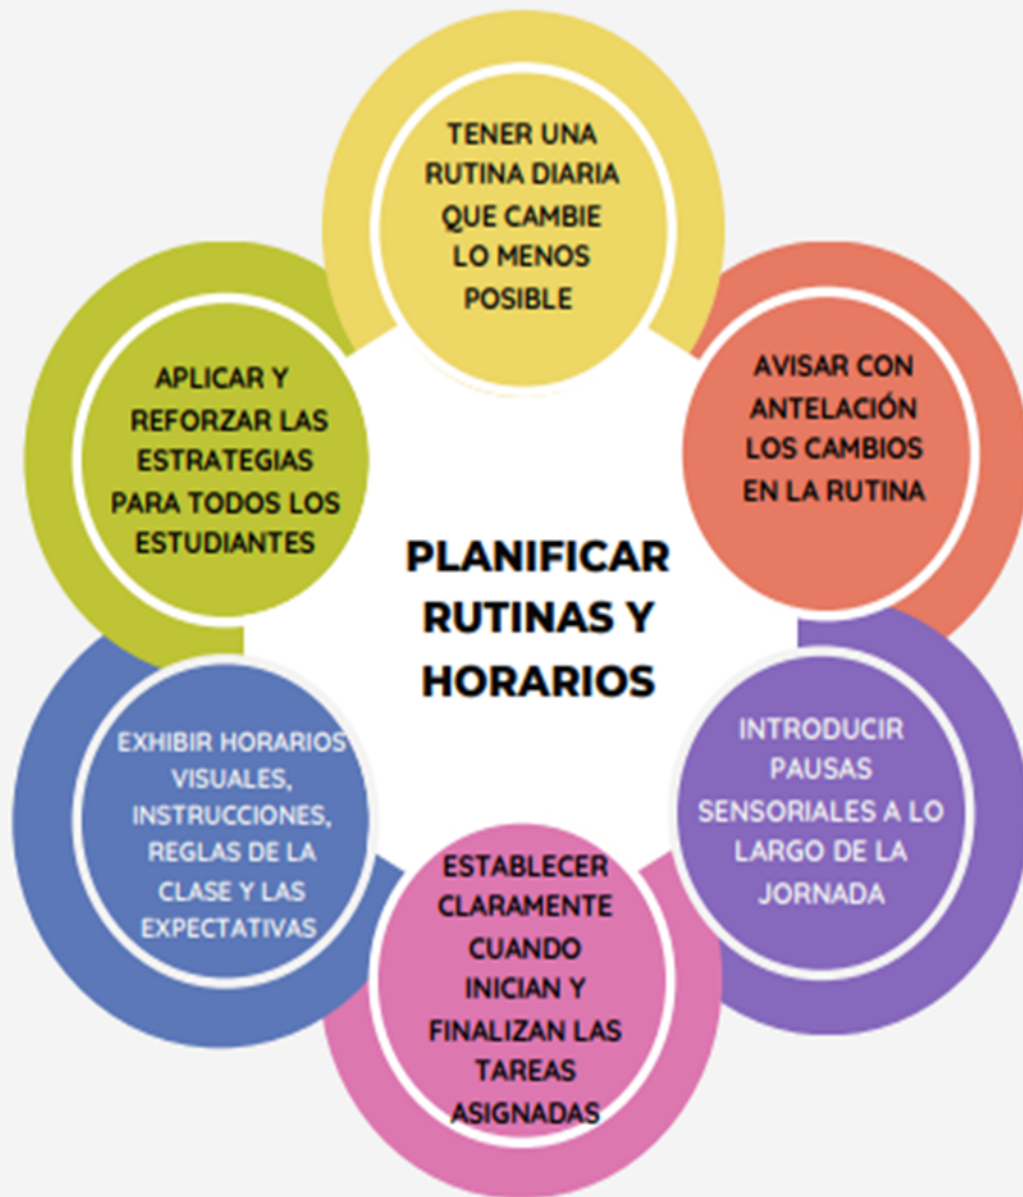 TENER UNA
RUTINA DIARIA
QUE CAMBIE
LO MENOS
POSIBLE
AVISAR CON
ANTELACIÓN
LOS CAMBIOS
EN LA RUTINA
INTRODUCIR
PAUSAS
SENSORIALES A LO
LARGO DE LA
JORNADA
ESTABLECER
CLARAMENTE
CUANDO
INICIAN Y
FINALIZAN LAS
TAREAS
ASIGNADAS
EXHIBIR HORARIOS
VISUALES,
INSTRUCCIONES,
REGLAS DE LA
CLASE Y LAS
EXPECTATIVAS
APLICAR Y
REFORZAR LAS
ESTRATEGIAS
PARA TODOS LOS
ESTUDIANTES
PLANIFICAR
RUTINAS Y
HORARIOS